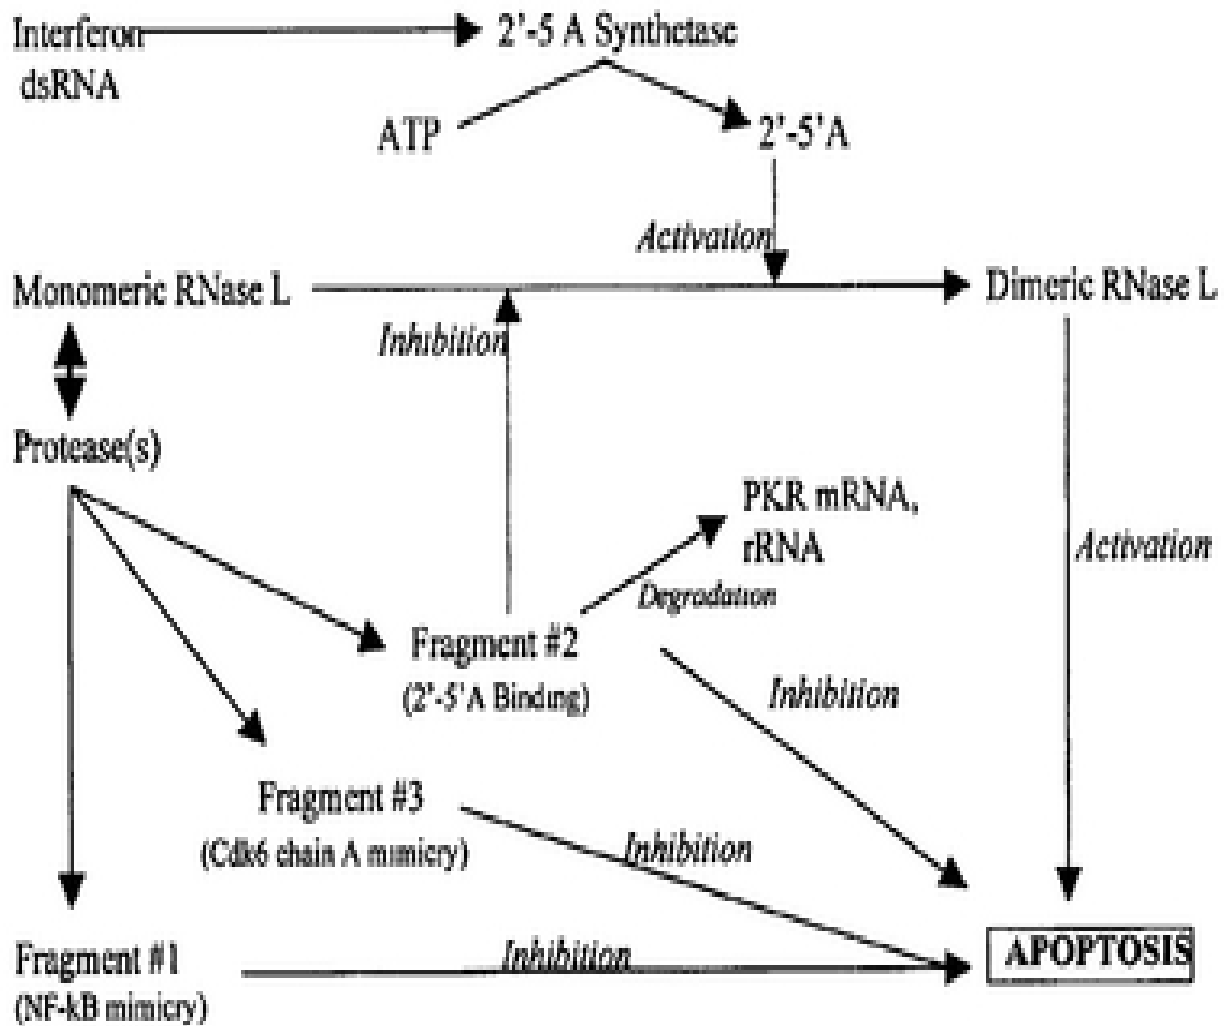 Interferon
dsRNA
2'-5 A Synthetase
ATP
2'-5'A
Activation
Monomeric RNase L
Dimeric RNase L
Inhibition
Protease(s)
PKR mRNA,
rRNA
Activation
Degradation
Fragment #2
(2'-5'A Binding)
Inhibition
Fragment #3
(Cdk6 chain A mimicry)
Inhibition
Fragment #1
(NF-kB mimicry)
Inhibition
APOPTOSIS